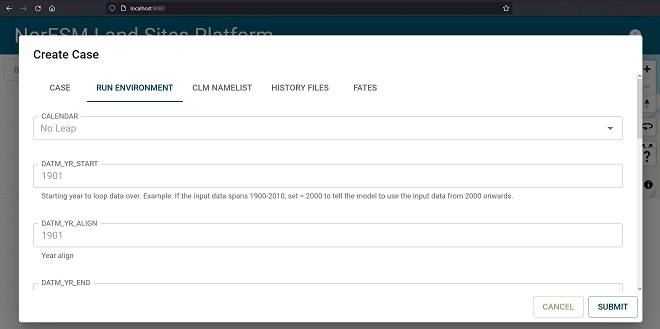 localhost:8080
NorESM Land Sites Platform
Create Case
CASE RUN ENVIRONMENT CLM NAMELIST HISTORY FILES FATES
CALENDAR
No Leap
DATM_YR_START
1901
Starting year to loop data over. Example: If the input data spans 1900-2010, set = 2000 to tell the model to use the input data from 2000 onwards.
DATM_YR_ALIGN
1901
Year align
DATM_YR_END
CANCEL SUBMIT